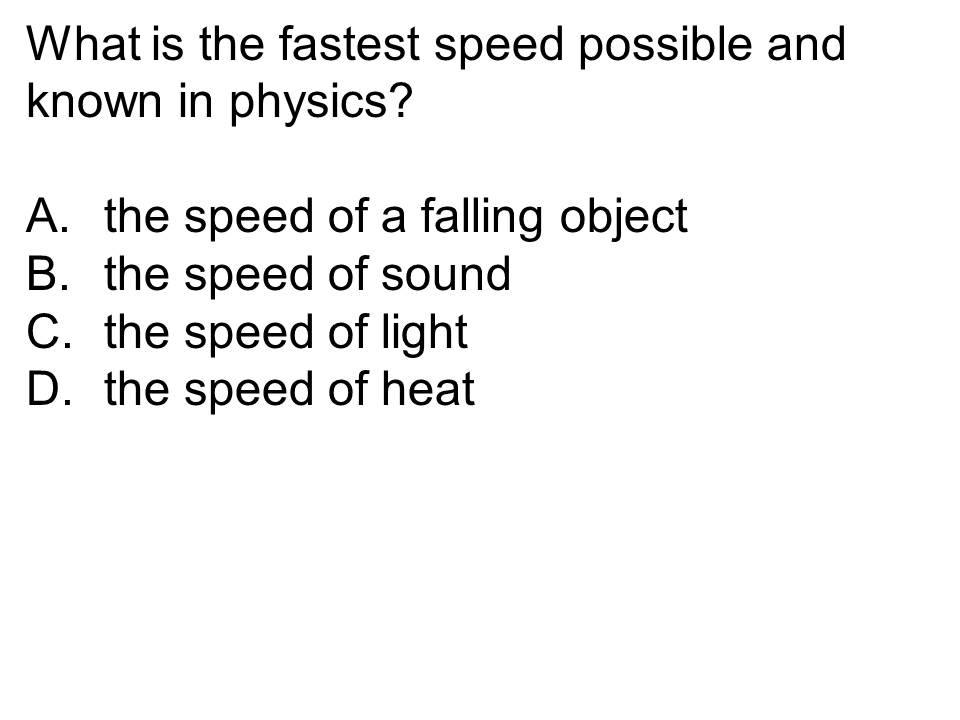 What is the fastest speed possible and
known in physics?
A. the speed of a falling object
B. the speed of sound
C. the speed of light
D. the speed of heat